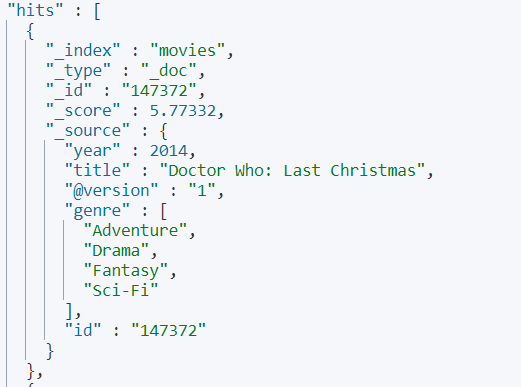 "hits" : [
{
"_index" : "movies",
"_type" : "_doc",
"_id" : "147372",
"_score" : 5.77332,
"_source" : {
"year" : 2014,
"title" : "Doctor Who: Last Christmas",
"@version" : "1",
"genre" : [
"Adventure",
"Drama",
"Fantasy",
"Sci-Fi"
],
"id" : "147372"
}
},